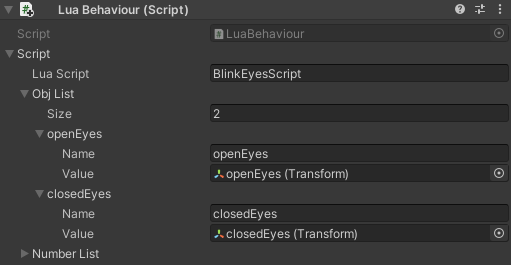 Lua Behaviour (Script)
Script LuaBehaviour
Script
Lua Script BlinkEyesScript
Obj List
Size 2
openEyes
Name openEyes
Value openEyes (Transform)
closedEyes
Name closedEyes
Value closedEyes (Transform)
Number List